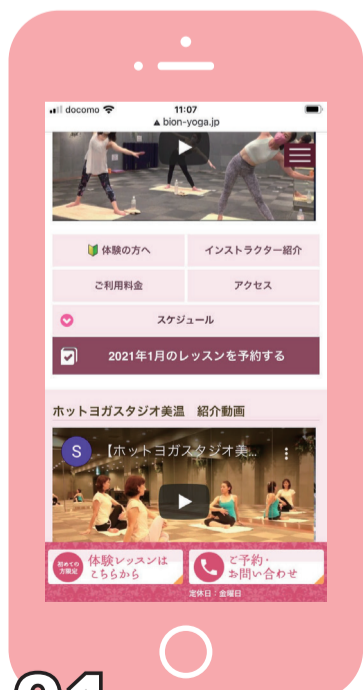 docomo
11:07
bion-yoga.jp
体験の方へ
インストラクター紹介
ご利用料金
アクセス
スケジュール
2021年1月のレッスンを予約する
ホットヨガスタジオ美温 紹介動画
S
【ホットヨガスタジオ美...
初めての
方限定
体験レッスンは
こちらから
ご予約・
お問い合わせ
定休日：金曜日
01